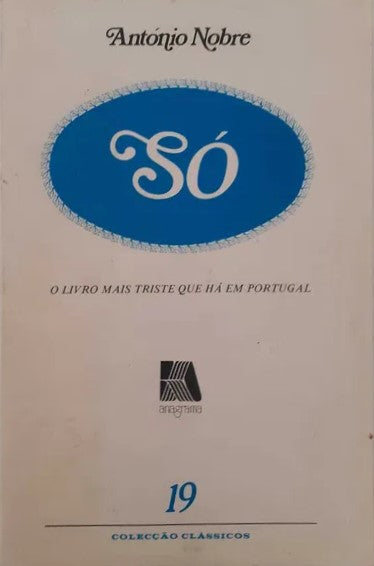 António Nobre
Só
O LIVRO MAIS TRISTE QUE HÁ EM PORTUGAL
anagrama
19
COLECÇÃO CLÁSSICOS